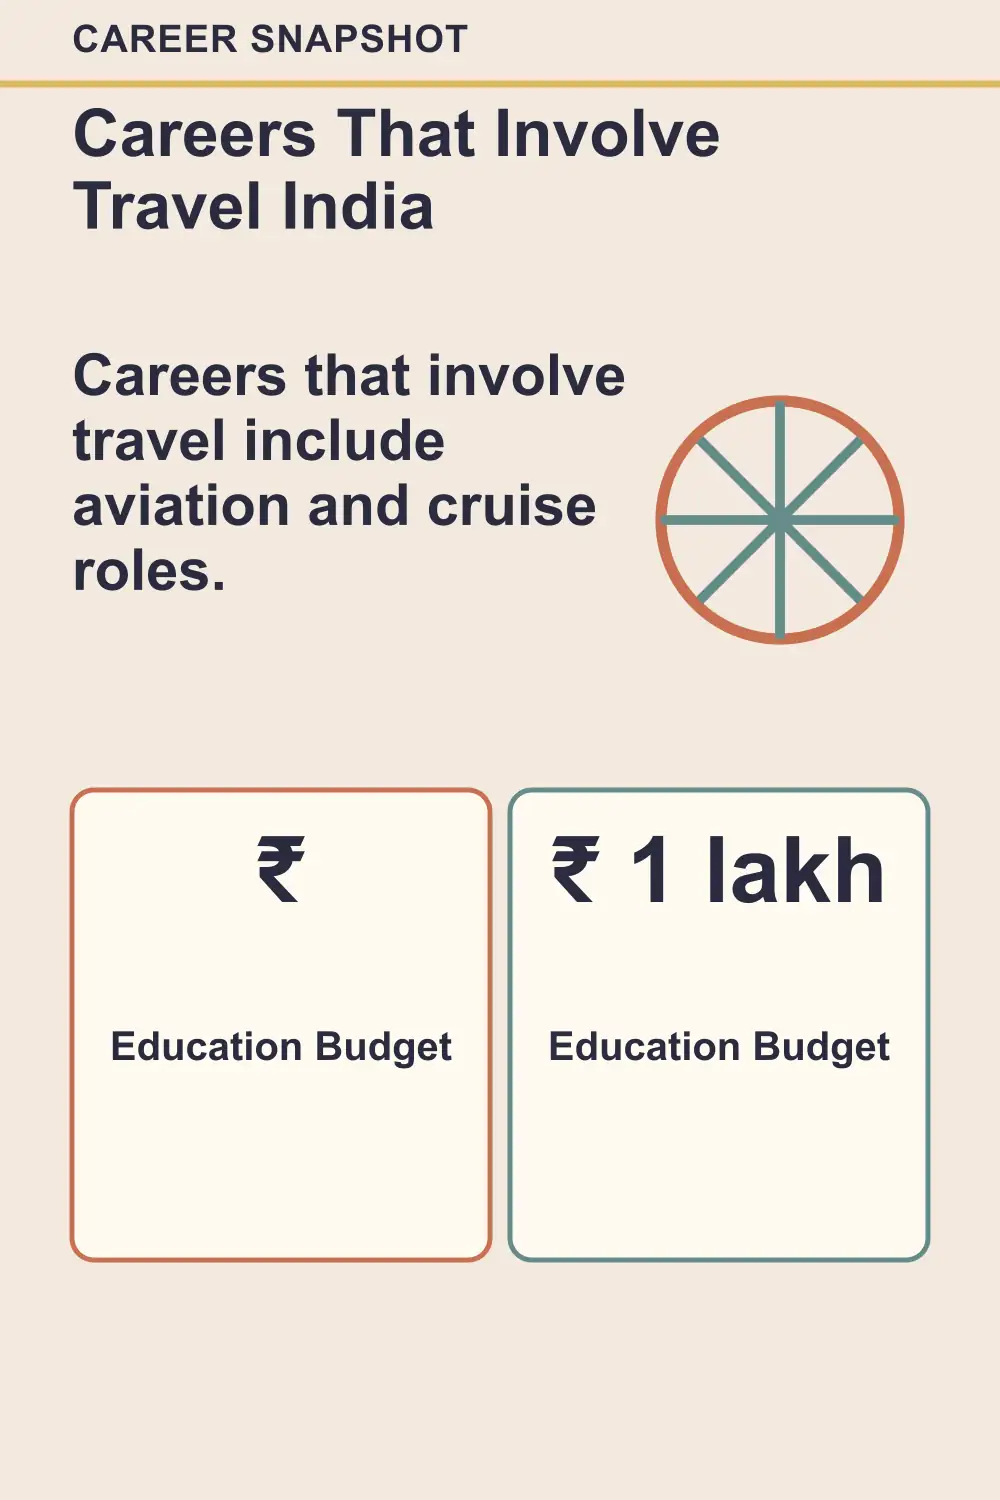 CAREER SNAPSHOT
Careers That Involve
Travel India
Careers that involve
travel include
aviation and cruise
roles.
₹
Education Budget
₹ 1 lakh
Education Budget